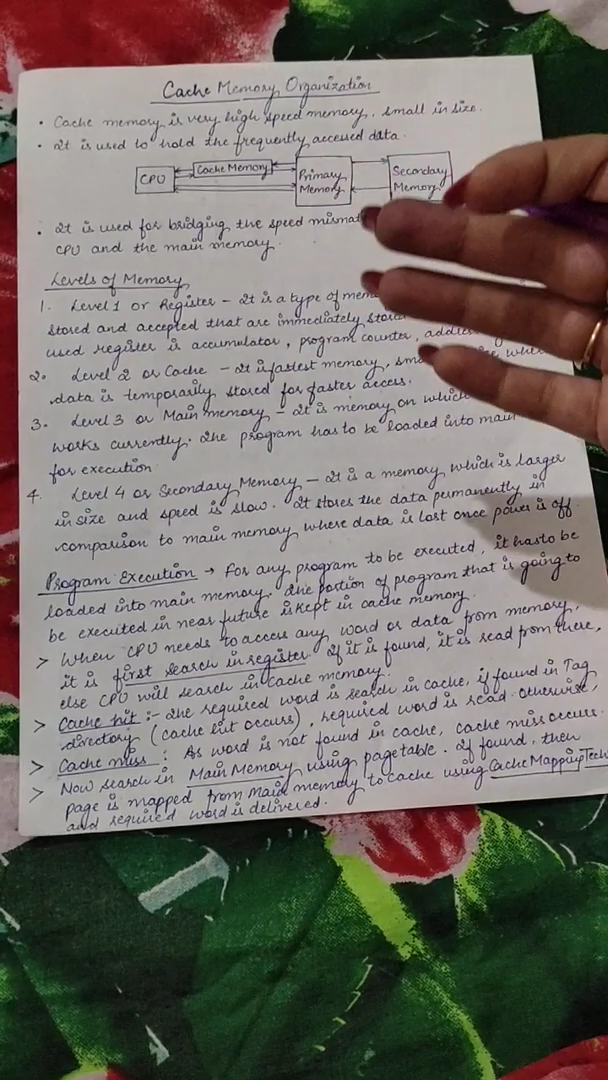 Cache Memory Organization
• Cache memory is very high speed memory, small in size.
• It is used to hold the frequently accessed data.
CPU
Cache Memory
Primary
Memory
Secondary
Memory
• It is used for bridging the speed mismat
CPU and the main memory.
Levels of Memory
1. Level 1 or Register - It is a type of mem
stored and accepted that are immediately stor
used register is accumulator, program counter, addre
2. Level 2 or Cache - It is fastest memory, sma whe
data is temporarily stored for faster access.
3. Level 3 or Main memory - It is memory on which
works currently. The program has to be loaded into main
for execution
4. Level 4 or Secondary Memory - It is a memory which is larger
in size and speed is slow. It stores the data permanently in
comparison to main memory where data is lost once power is off.
Program Execution → For any program to be executed, it has to be
loaded into main memory. The portion of program that is going to
be executed in near future is kept in cache memory.
> When CPU needs to access any word or data from memory,
it is first search in register. If it is found, it is read from there,
else CPU will search in cache memory.
> Cache hit :- The required word is search in cache, if found in Tag
directory (cache hit occurs), required word is read. Otherwise,
> Cache miss : As word is not found in cache, cache miss occurs.
> Now search in Main Memory using page table. If found, then
page is mapped from main memory to cache using Cache Mapping Tech
and required word is delivered.